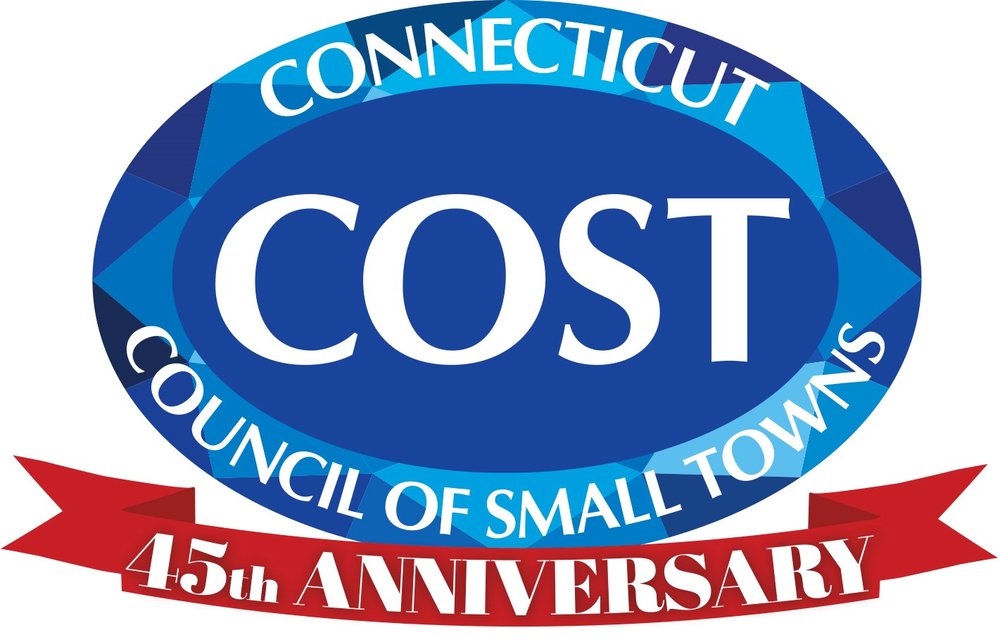 CONNECTICUT
COST
COUNCIL OF SMALL TOWNS
45th ANNIVERSARY